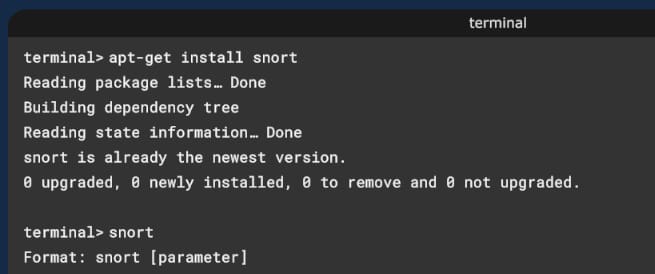 terminal
terminal> apt-get install snort
Reading package lists… Done
Building dependency tree
Reading state information… Done
snort is already the newest version.
0 upgraded, 0 newly installed, 0 to remove and 0 not upgraded.
terminal> snort
Format: snort [parameter]